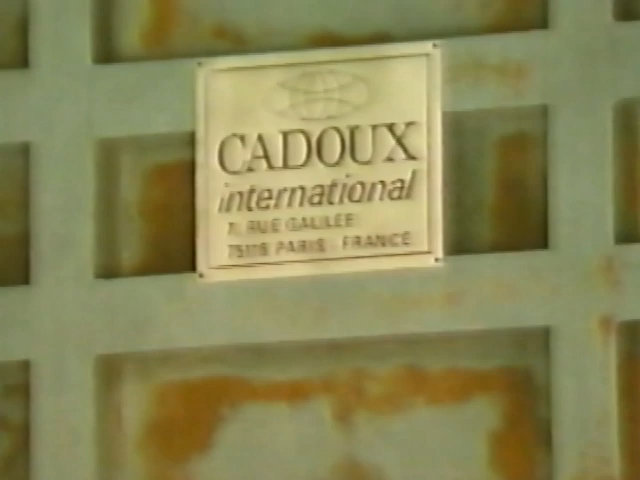 CADOUX
international
7, RUE GALILEE
75116 PARIS - FRANCE